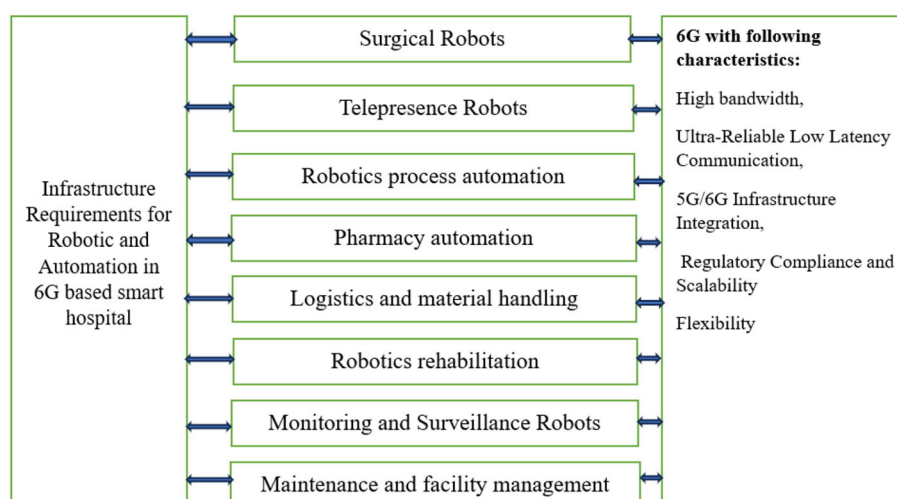 Infrastructure
Requirements for
Robotic and
Automation in
6G based smart
hospital
Surgical Robots
Telepresence Robots
Robotics process automation
Pharmacy automation
Logistics and material handling
Robotics rehabilitation
Monitoring and Surveillance Robots
Maintenance and facility management
6G with following
characteristics:
High bandwidth,
Ultra-Reliable Low Latency
Communication,
5G/6G Infrastructure
Integration,
Regulatory Compliance and
Scalability
Flexibility